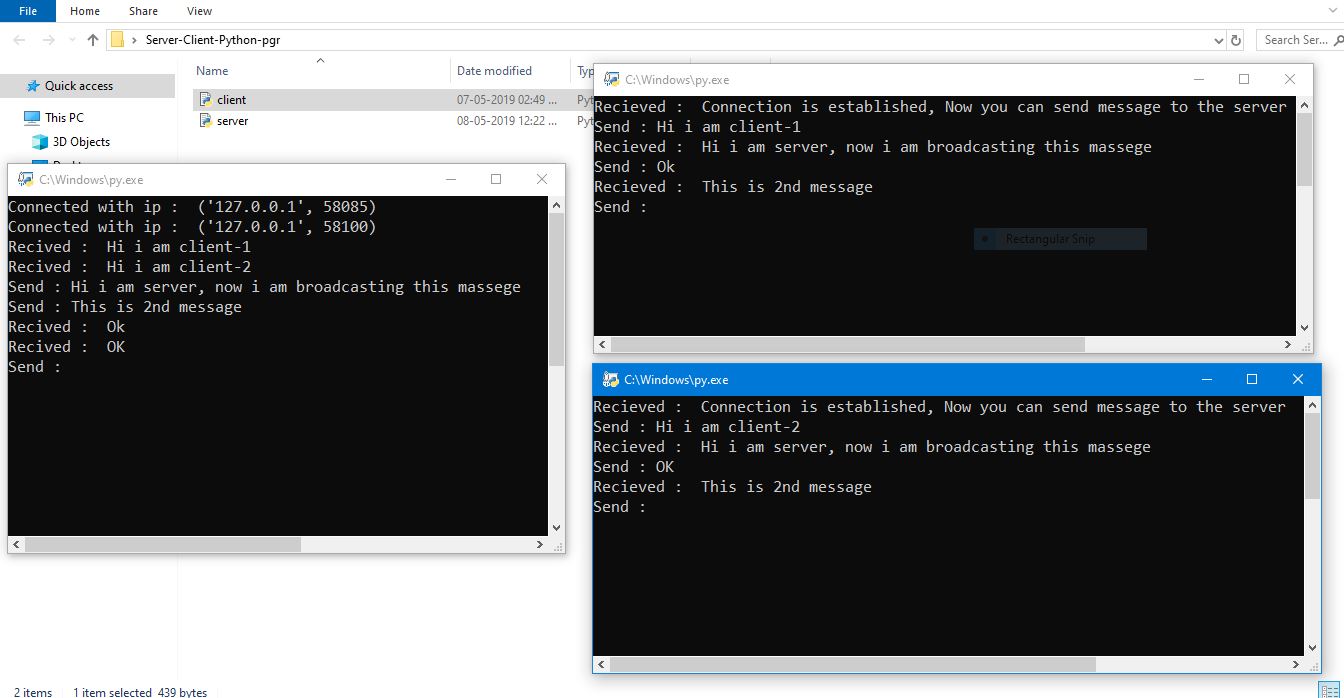 File Home Share View
Server-Client-Python-pgr
Search Ser...
Name Date modified
Quick access
client 07-05-2019 02:49 ...
server 08-05-2019 12:22 ...
This PC
3D Objects
C:\Windows\py.exe
Connected with ip :  ('127.0.0.1', 58085)
Connected with ip :  ('127.0.0.1', 58100)
Recived :  Hi i am client-1
Recived :  Hi i am client-2
Send : Hi i am server, now i am broadcasting this massege
Send : This is 2nd message
Recived :  Ok
Recived :  OK
Send :
C:\Windows\py.exe
Recieved :  Connection is established, Now you can send message to the server
Send : Hi i am client-1
Recieved :  Hi i am server, now i am broadcasting this massege
Send : Ok
Recieved :  This is 2nd message
Send :
Rectangular Snip
C:\Windows\py.exe
Recieved :  Connection is established, Now you can send message to the server
Send : Hi i am client-2
Recieved :  Hi i am server, now i am broadcasting this massege
Send : OK
Recieved :  This is 2nd message
Send :
2 items 1 item selected 439 bytes